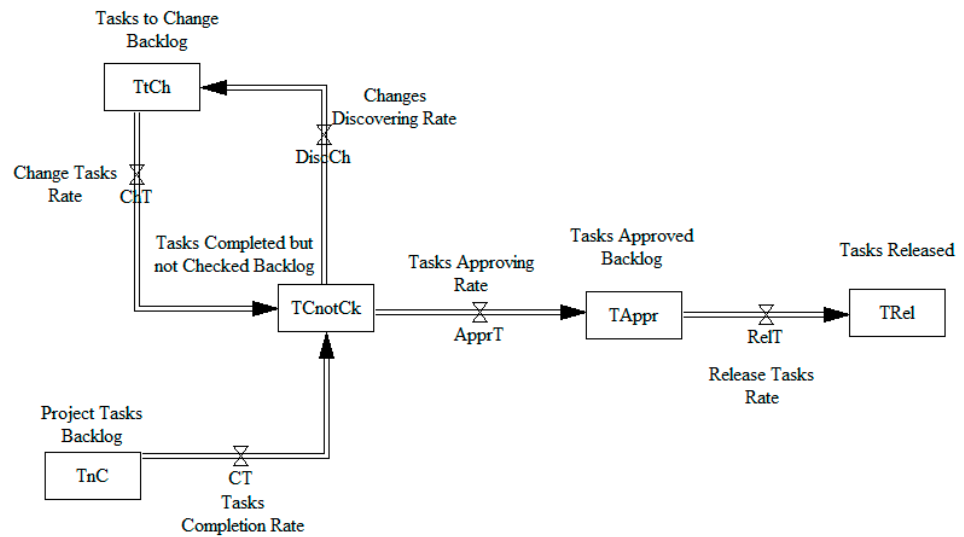 Tasks to Change
Backlog
TtCh
Changes
Discovering Rate
DiscCh
Change Tasks
Rate
ChT
Tasks Completed but
not Checked Backlog
TCnotCk
Tasks Approving
Rate
ApprT
Tasks Approved
Backlog
TAppr
RelT
Release Tasks
Rate
Tasks Released
TRel
Project Tasks
Backlog
TnC
CT
Tasks
Completion Rate